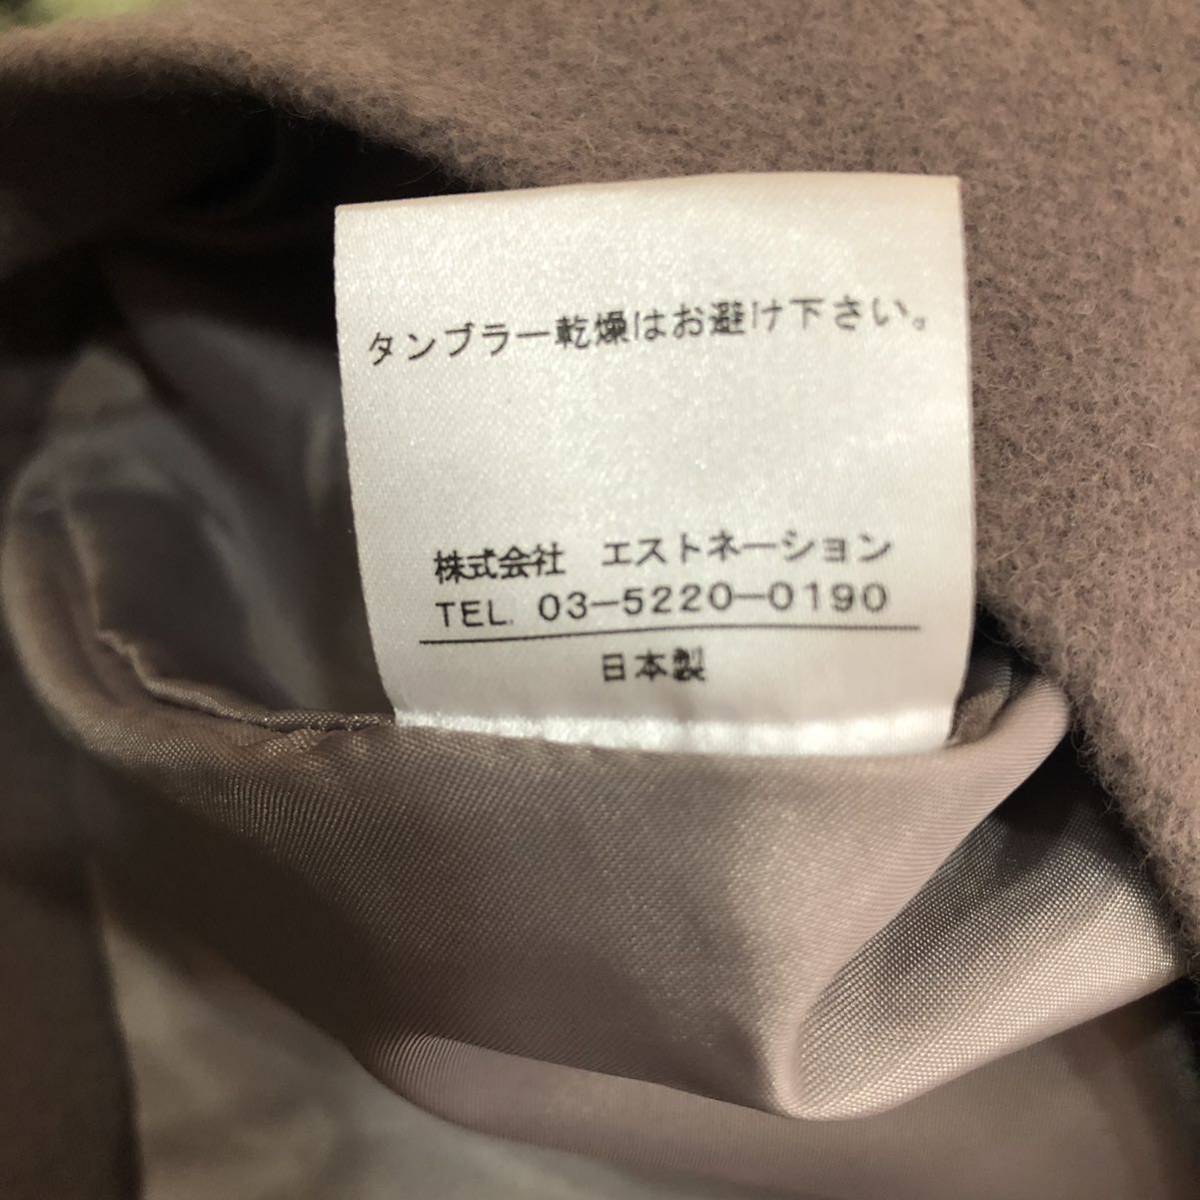 タンブラー乾燥はお避け下さい。
株式会社　エストネーション
TEL. 03-5220-0190
日本製